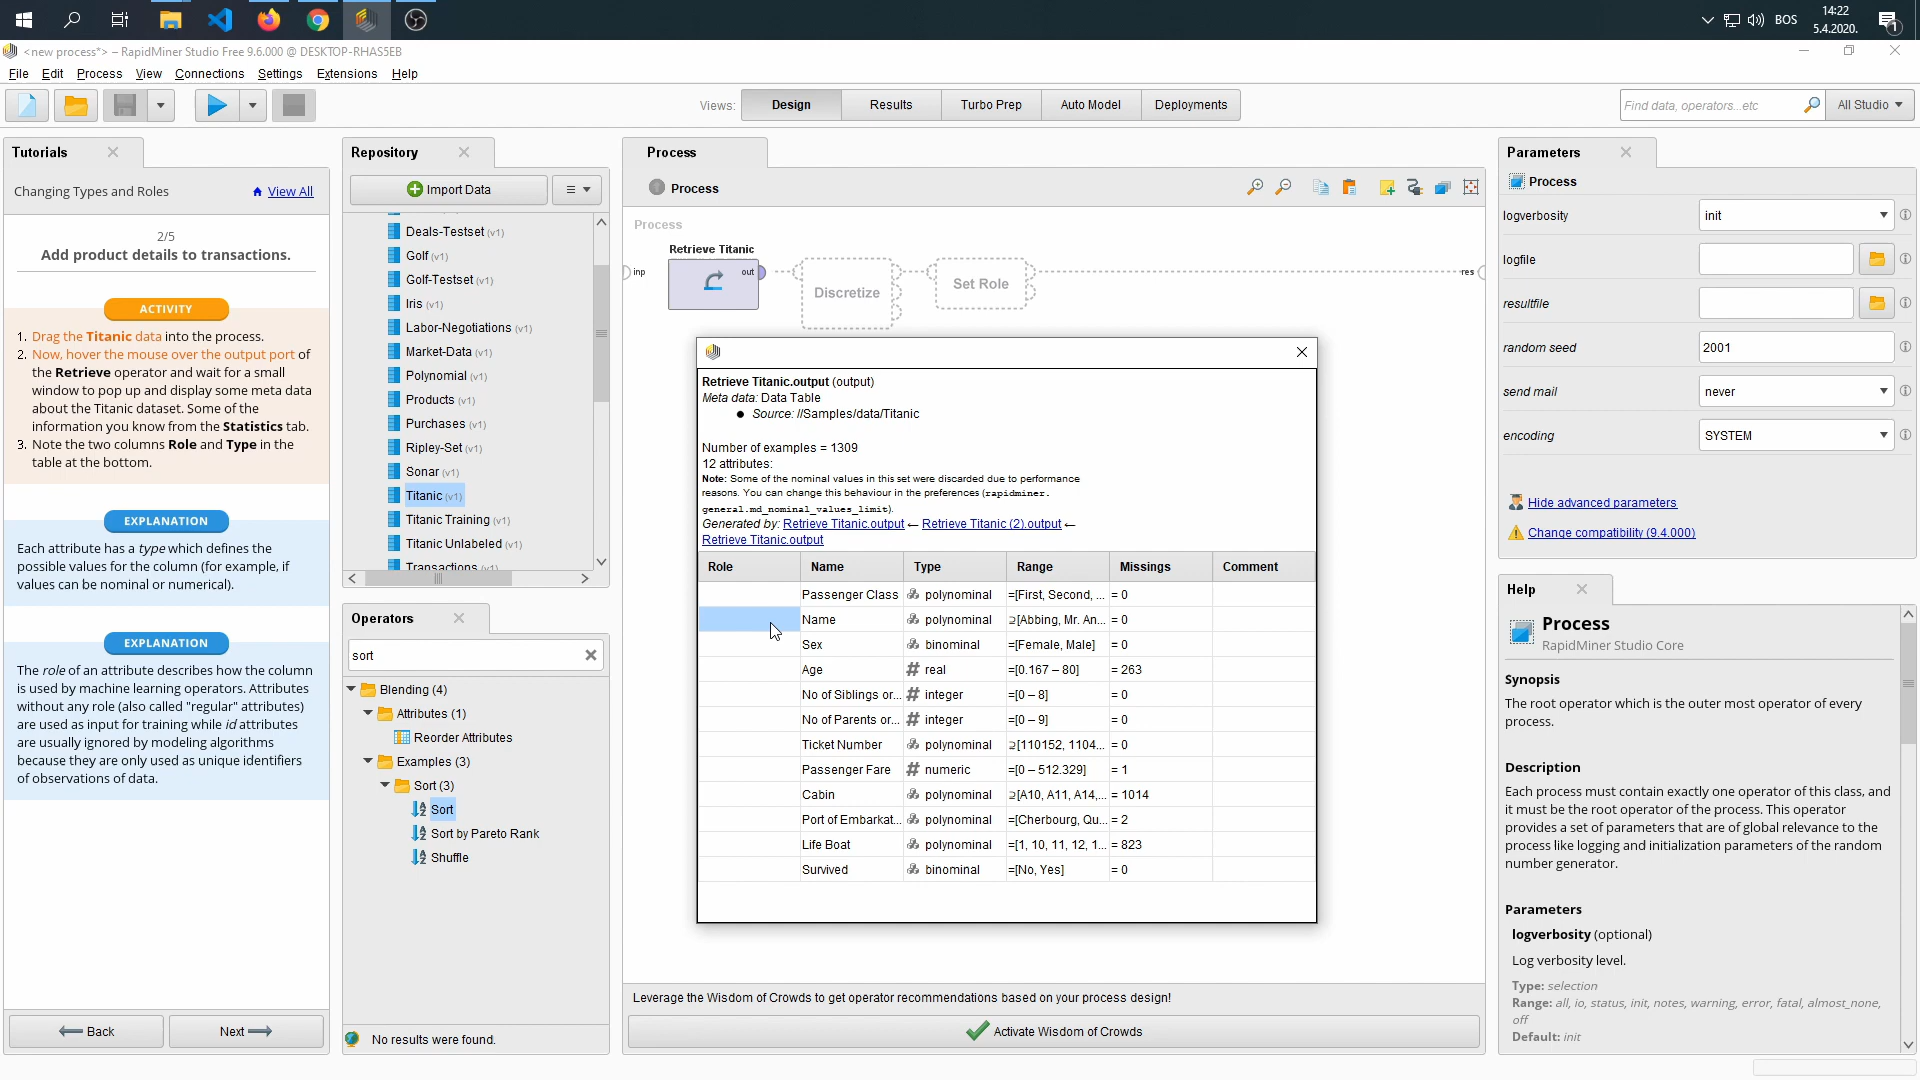 BOS
14:22
5.4.2020.
1
<new process*> – RapidMiner Studio Free 9.6.000 @ DESKTOP-RHAS5EB
File Edit Process View Connections Settings Extensions Help
Views: Design Results Turbo Prep Auto Model Deployments
Find data, operators...etc
All Studio
Tutorials
Changing Types and Roles
View All
2/5
Add product details to transactions.
ACTIVITY
1. Drag the Titanic data into the process.
2. Now, hover the mouse over the output port of
the Retrieve operator and wait for a small
window to pop up and display some meta data
about the Titanic dataset. Some of the
information you know from the Statistics tab.
3. Note the two columns Role and Type in the
table at the bottom.
EXPLANATION
Each attribute has a type which defines the
possible values for the column (for example, if
values can be nominal or numerical).
EXPLANATION
The role of an attribute describes how the column
is used by machine learning operators. Attributes
without any role (also called "regular" attributes)
are used as input for training while id attributes
are usually ignored by modeling algorithms
because they are only used as unique identifiers
of observations of data.
Back
Next
Repository
Import Data
Deals-Testset (v1)
Golf (v1)
Golf-Testset (v1)
Iris (v1)
Labor-Negotiations (v1)
Market-Data (v1)
Polynomial (v1)
Products (v1)
Purchases (v1)
Ripley-Set (v1)
Sonar (v1)
Titanic (v1)
Titanic Training (v1)
Titanic Unlabeled (v1)
Transactions (v1)
Operators
sort
Blending (4)
Attributes (1)
Reorder Attributes
Examples (3)
Sort (3)
Sort
Sort by Pareto Rank
Shuffle
No results were found.
Process
Process
Process
Retrieve Titanic
inp
out
Discretize
Set Role
res
Retrieve Titanic.output (output)
Meta data: Data Table
● Source: //Samples/data/Titanic
Number of examples = 1309
12 attributes:
Note: Some of the nominal values in this set were discarded due to performance
reasons. You can change this behaviour in the preferences (rapidminer.
general.md_nominal_values_limit).
Generated by: Retrieve Titanic.output ← Retrieve Titanic (2).output ←
Retrieve Titanic.output
Role Name Type Range Missings Comment
Passenger Class polynominal =[First, Second, ... = 0
Name polynominal ⊇[Abbing, Mr. An... = 0
Sex binominal =[Female, Male] = 0
Age real =[0.167 – 80] = 263
No of Siblings or... integer =[0 – 8] = 0
No of Parents or... integer =[0 – 9] = 0
Ticket Number polynominal ⊇[110152, 1104... = 0
Passenger Fare numeric =[0 – 512.329] = 1
Cabin polynominal ⊇[A10, A11, A14,... = 1014
Port of Embarkat... polynominal =[Cherbourg, Qu... = 2
Life Boat polynominal =[1, 10, 11, 12, 1... = 823
Survived binominal =[No, Yes] = 0
Leverage the Wisdom of Crowds to get operator recommendations based on your process design!
Activate Wisdom of Crowds
Parameters
Process
logverbosity init
logfile
resultfile
random seed 2001
send mail never
encoding SYSTEM
Hide advanced parameters
Change compatibility (9.4.000)
Help
Process
RapidMiner Studio Core
Synopsis
The root operator which is the outer most operator of every
process.
Description
Each process must contain exactly one operator of this class, and
it must be the root operator of the process. This operator
provides a set of parameters that are of global relevance to the
process like logging and initialization parameters of the random
number generator.
Parameters
logverbosity (optional)
Log verbosity level.
Type: selection
Range: all, io, status, init, notes, warning, error, fatal, almost_none,
off
Default: init